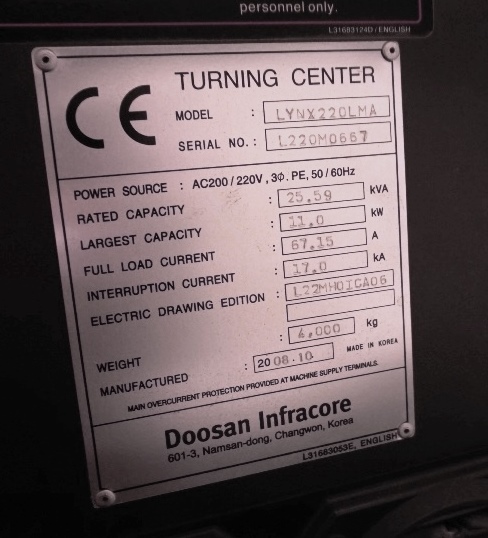 personnel only.
L31683124D / ENGLISH
CE TURNING CENTER
MODEL : LYNX220LMA
SERIAL NO. : L220M0667
POWER SOURCE : AC200 / 220V , 3Φ. PE, 50 / 60Hz
RATED CAPACITY : 25.59 kVA
LARGEST CAPACITY : 11.0 kW
FULL LOAD CURRENT : 67.15 A
INTERRUPTION CURRENT : 17.0 kA
ELECTRIC DRAWING EDITION : L22MH0ICA06
WEIGHT : 4,000 kg
MANUFACTURED : 2008.10 MADE IN KOREA
MAIN OVERCURRENT PROTECTION PROVIDED AT MACHINE SUPPLY TERMINALS.
Doosan Infracore
601-3, Namsan-dong, Changwon, Korea
L31683053E, ENGLISH